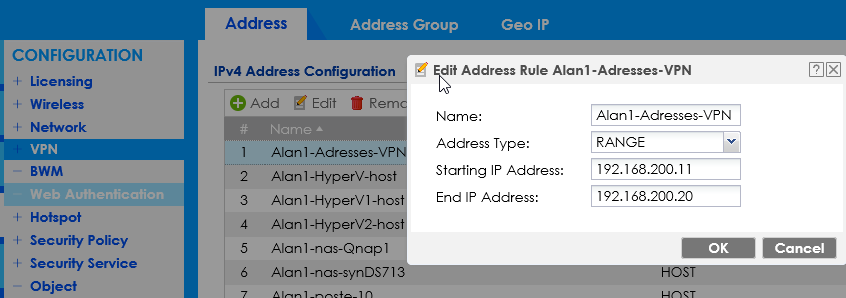 Address
Address Group
Geo IP
CONFIGURATION
+ Licensing
+ Wireless
+ Network
+ VPN
− BWM
− Web Authentication
+ Hotspot
+ Security Policy
+ Security Service
− Object
IPv4 Address Configuration
Add Edit Remo
# Name
1 Alan1-Adresses-VPN
2 Alan1-HyperV-host
3 Alan1-HyperV1-host
4 Alan1-HyperV2-host
5 Alan1-nas-Qnap1
6 Alan1-nas-synDS713 HOST
7 Alan1-poste-10 HOST
Edit Address Rule Alan1-Adresses-VPN ? X
Name: Alan1-Adresses-VPN
Address Type: RANGE
Starting IP Address: 192.168.200.11
End IP Address: 192.168.200.20
OK Cancel